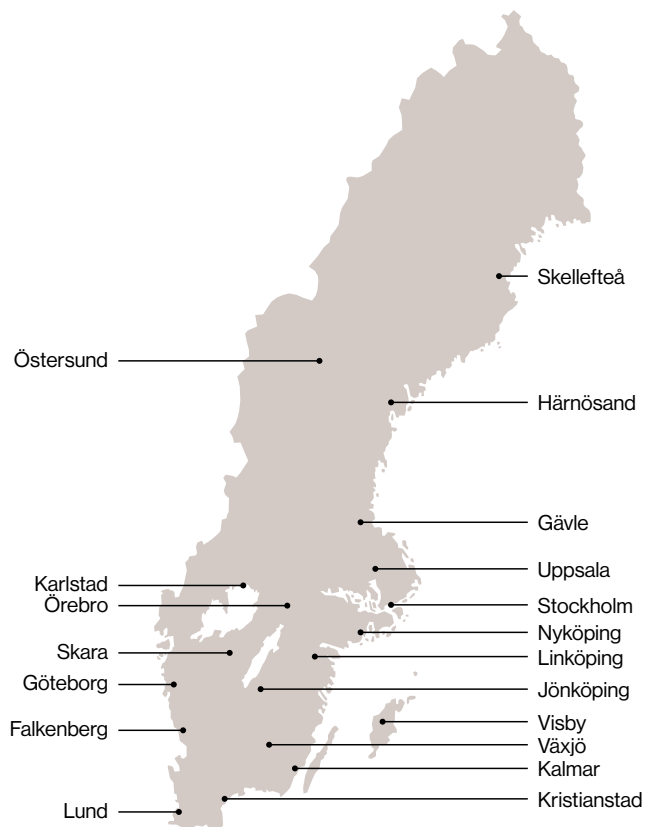 Skellefteå
Östersund
Härnösand
Gävle
Uppsala
Karlstad
Örebro
Stockholm
Nyköping
Skara
Linköping
Göteborg
Jönköping
Visby
Falkenberg
Växjö
Kalmar
Kristianstad
Lund